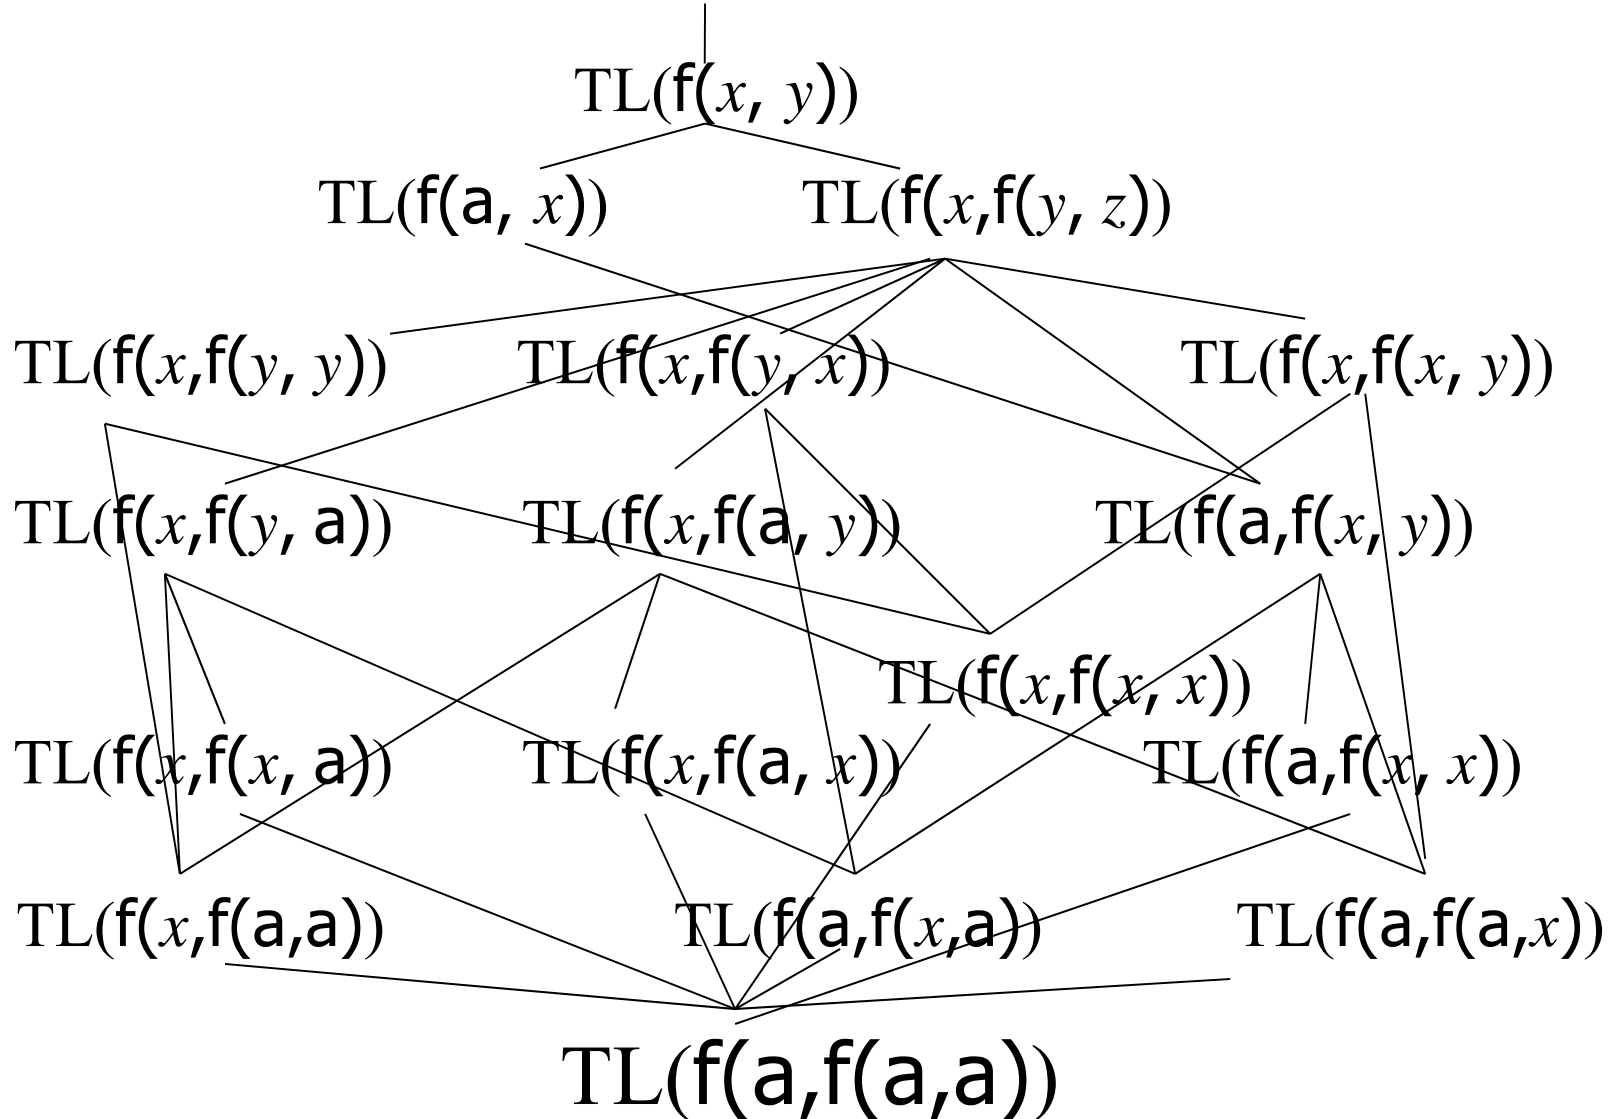 TL(f(x, y))
TL(f(a, x)) TL(f(x,f(y, z))
TL(f(x,f(y, y)) TL(f(x,f(y, x)) TL(f(x,f(x, y))
TL(f(x,f(y, a)) TL(f(x,f(a, y)) TL(f(a,f(x, y))
TL(f(x,f(x, x))
TL(f(x,f(x, a)) TL(f(x,f(a, x)) TL(f(a,f(x, x))
TL(f(x,f(a,a)) TL(f(a,f(x,a)) TL(f(a,f(a,x))
TL(f(a,f(a,a))